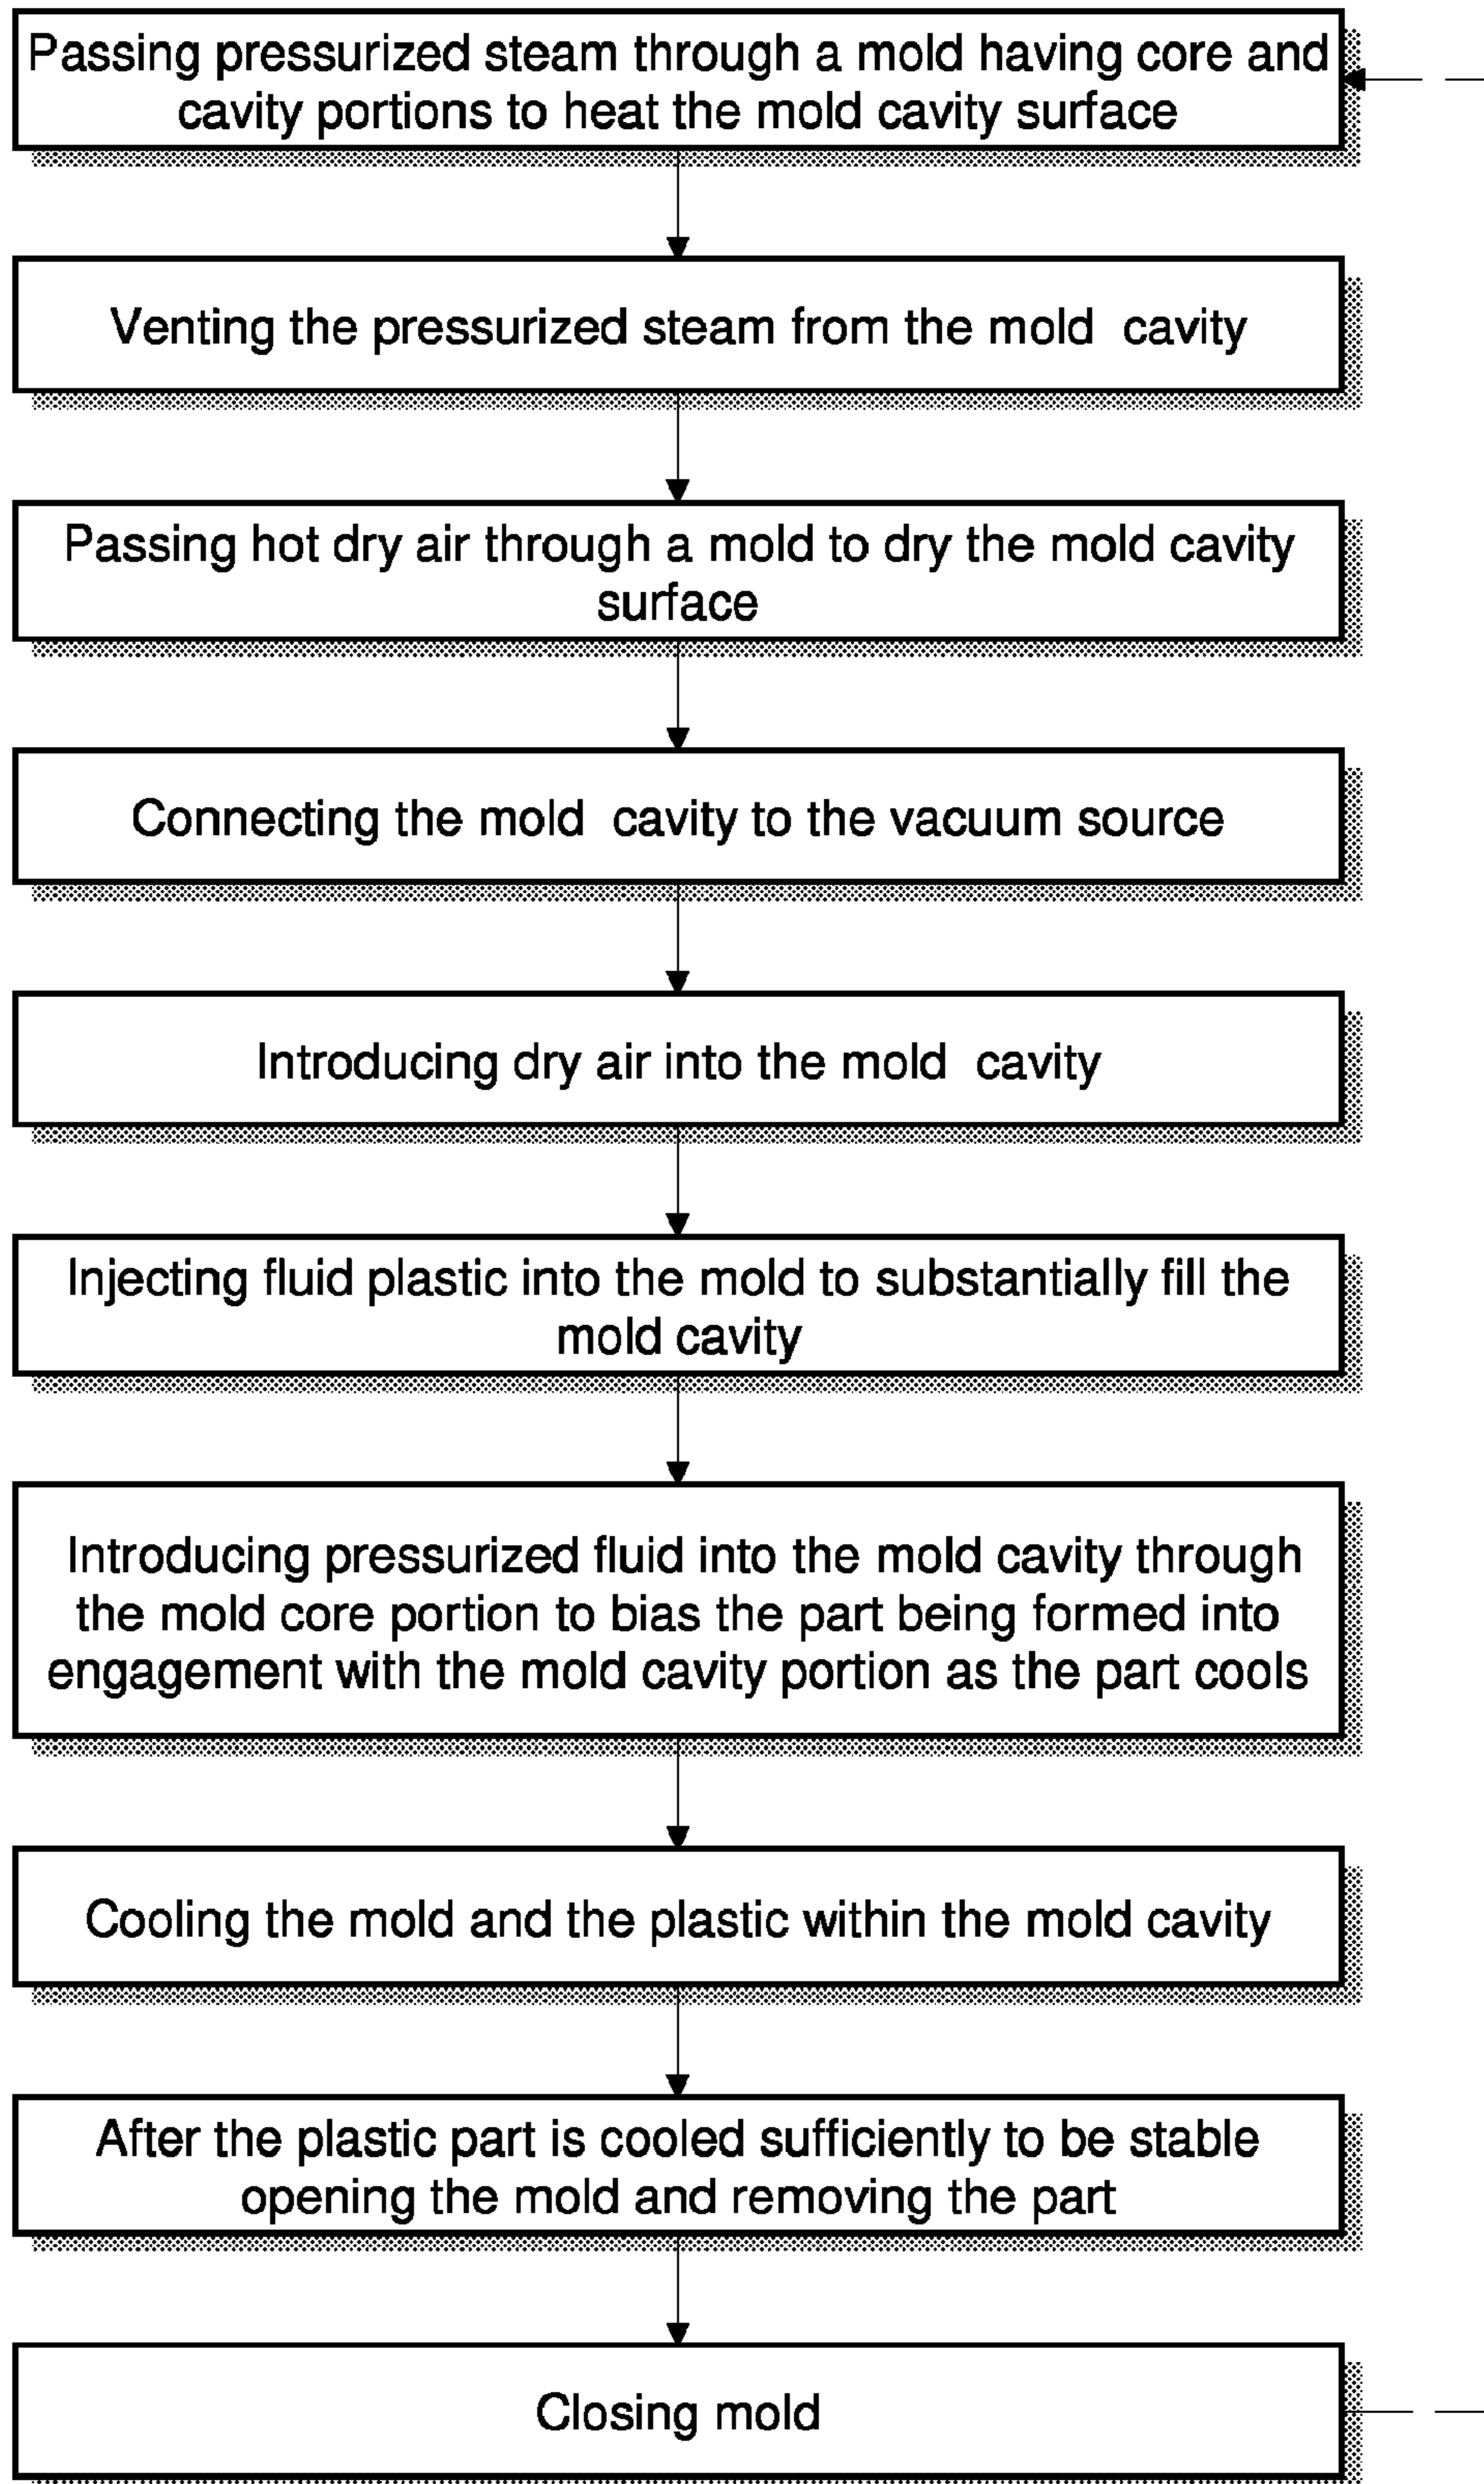 Passing pressurized steam through a mold having core and
cavity portions to heat the mold cavity surface
Venting the pressurized steam from the mold cavity
Passing hot dry air through a mold to dry the mold cavity
surface
Connecting the mold cavity to the vacuum source
Introducing dry air into the mold cavity
Injecting fluid plastic into the mold to substantially fill the
mold cavity
Introducing pressurized fluid into the mold cavity through
the mold core portion to bias the part being formed into
engagement with the mold cavity portion as the part cools
Cooling the mold and the plastic within the mold cavity
After the plastic part is cooled sufficiently to be stable
opening the mold and removing the part
Closing mold